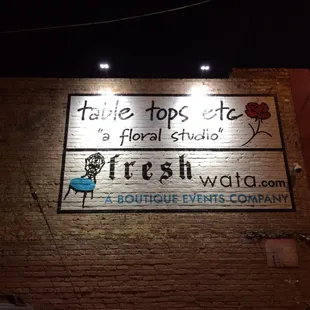 table tops etc
"a floral studio"
fresh
wata.com
A BOUTIQUE EVENTS COMPANY